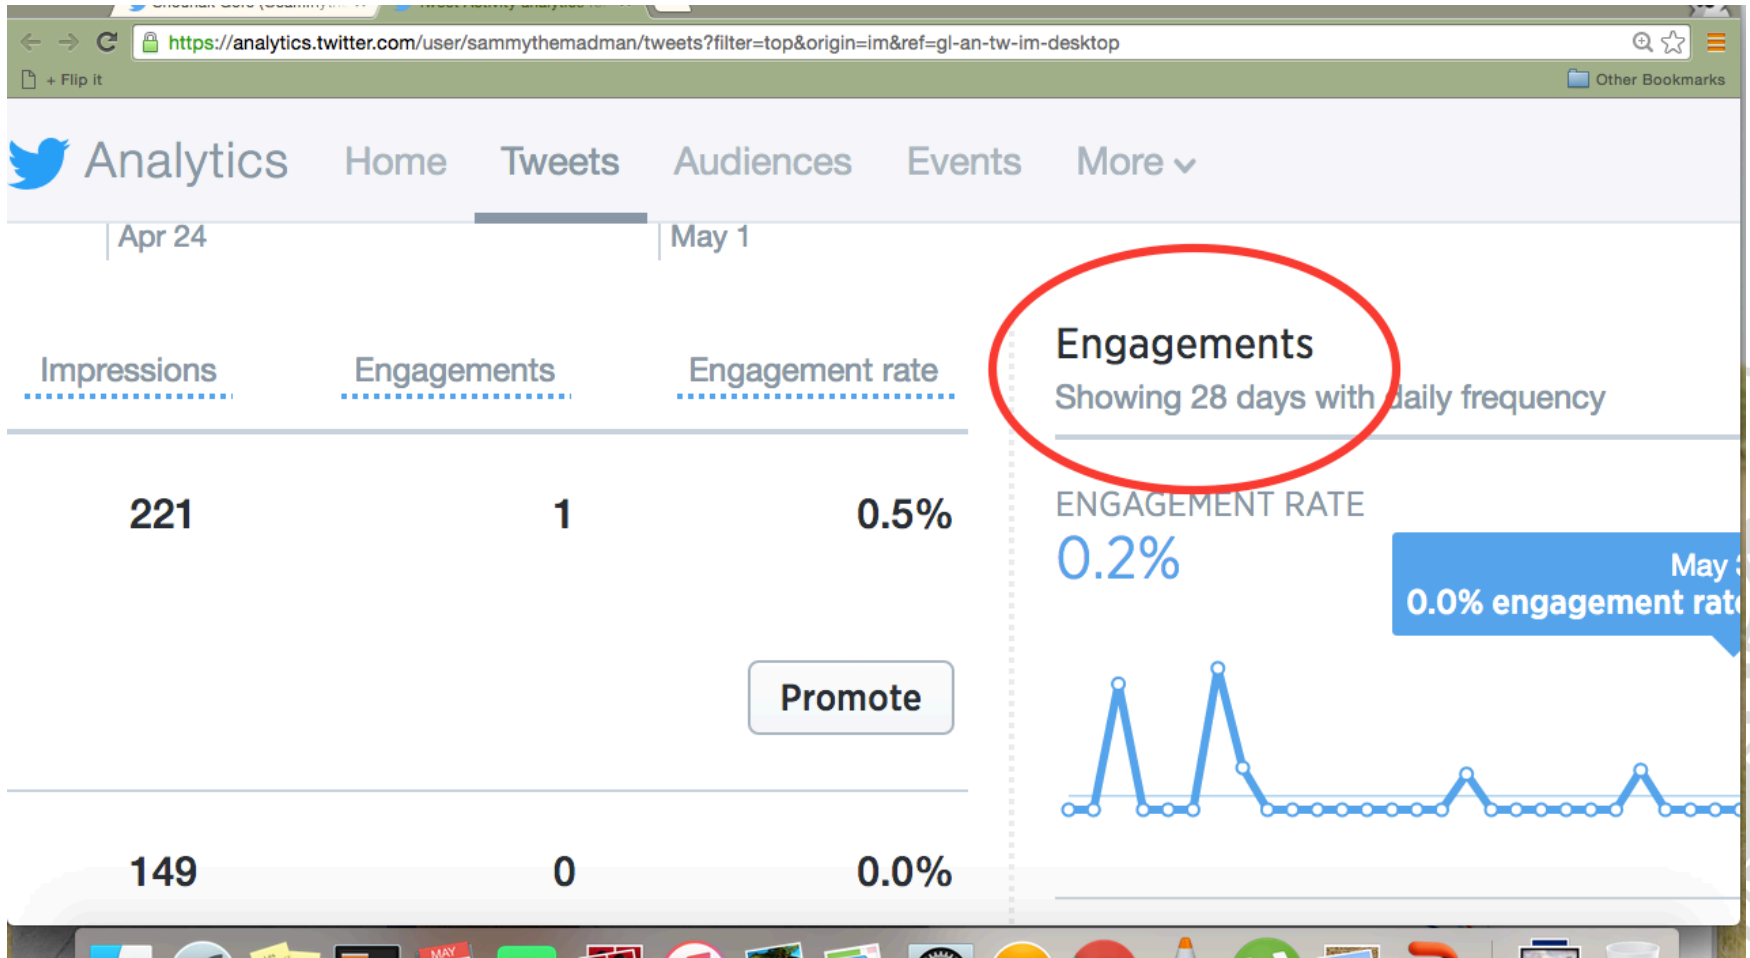 https://analytics.twitter.com/user/sammythemadman/tweets?filter=top&origin=im&ref=gl-an-tw-im-desktop
+ Flip it
Other Bookmarks
Analytics Home Tweets Audiences Events More
Apr 24 May 1
Engagements
Showing 28 days with daily frequency
Impressions Engagements Engagement rate
221 1 0.5%
ENGAGEMENT RATE
0.2%
May
0.0% engagement rate
Promote
149 0 0.0%
MAY